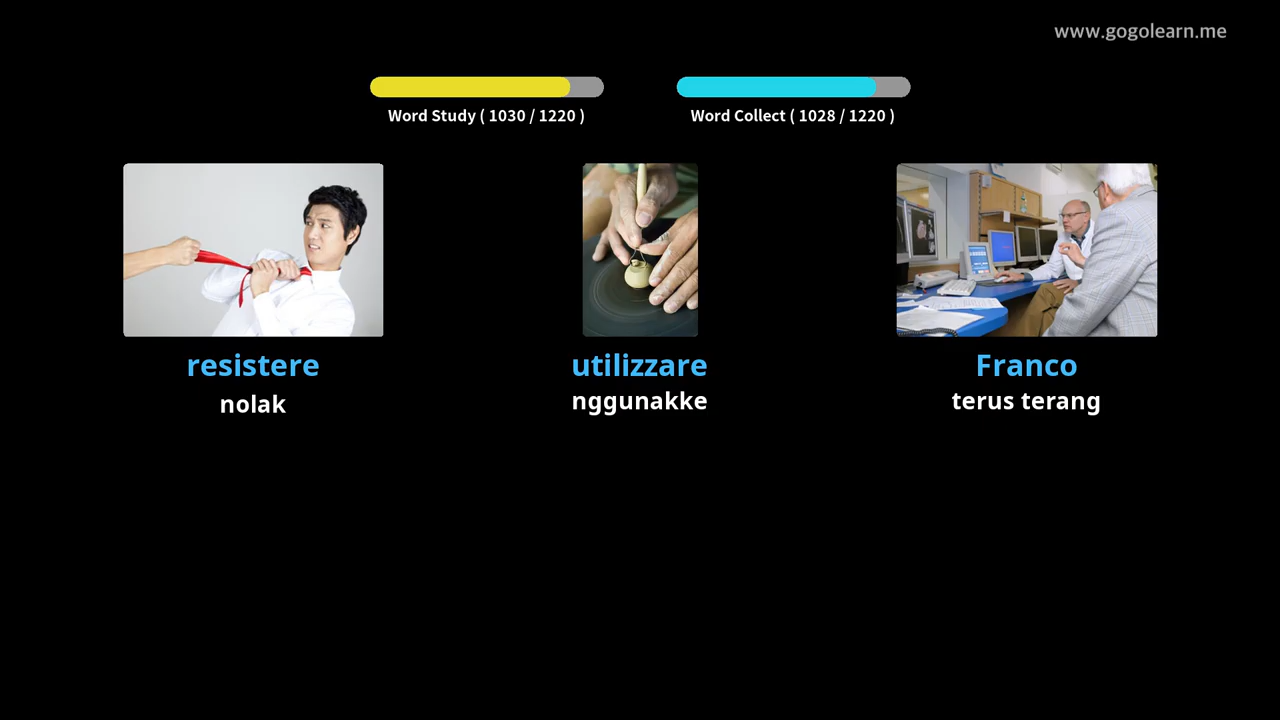 www.gogolearn.me
Word Study ( 1030 / 1220 )
Word Collect ( 1028 / 1220 )
resistere
nolak
utilizzare
nggunakke
Franco
terus terang